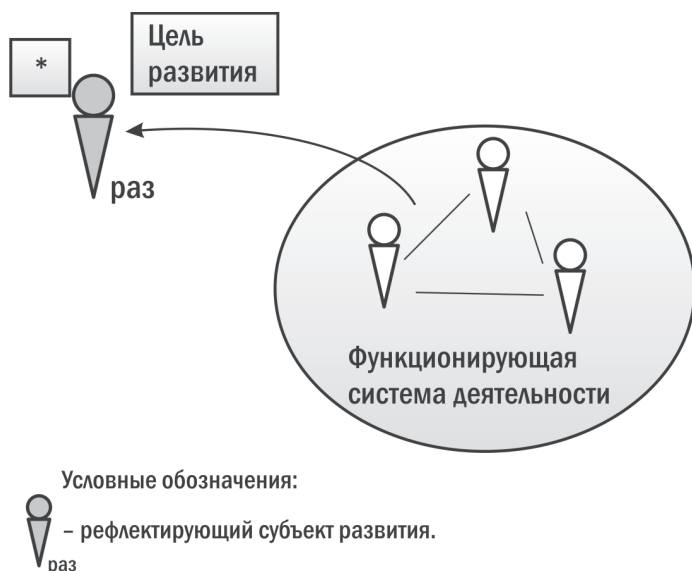 *
Цель
развития
раз
Функционирующая
система деятельности
Условные обозначения:
– рефлектирующий субъект развития.
раз